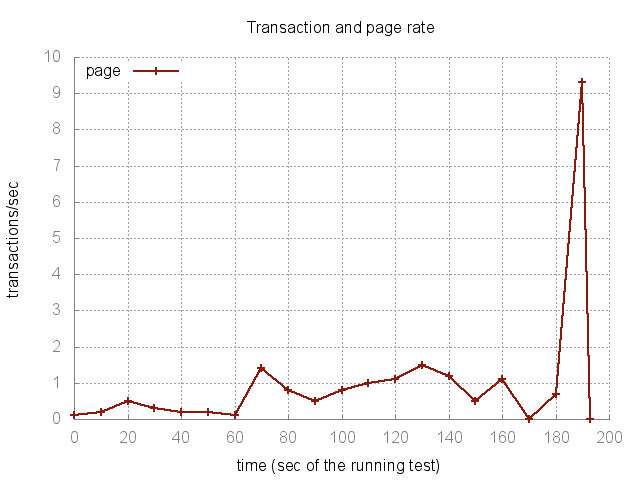 Transaction and page rate
page
10
9
8
7
6
5
4
3
2
1
0
transactions/sec
0 20 40 60 80 100 120 140 160 180 200
time (sec of the running test)